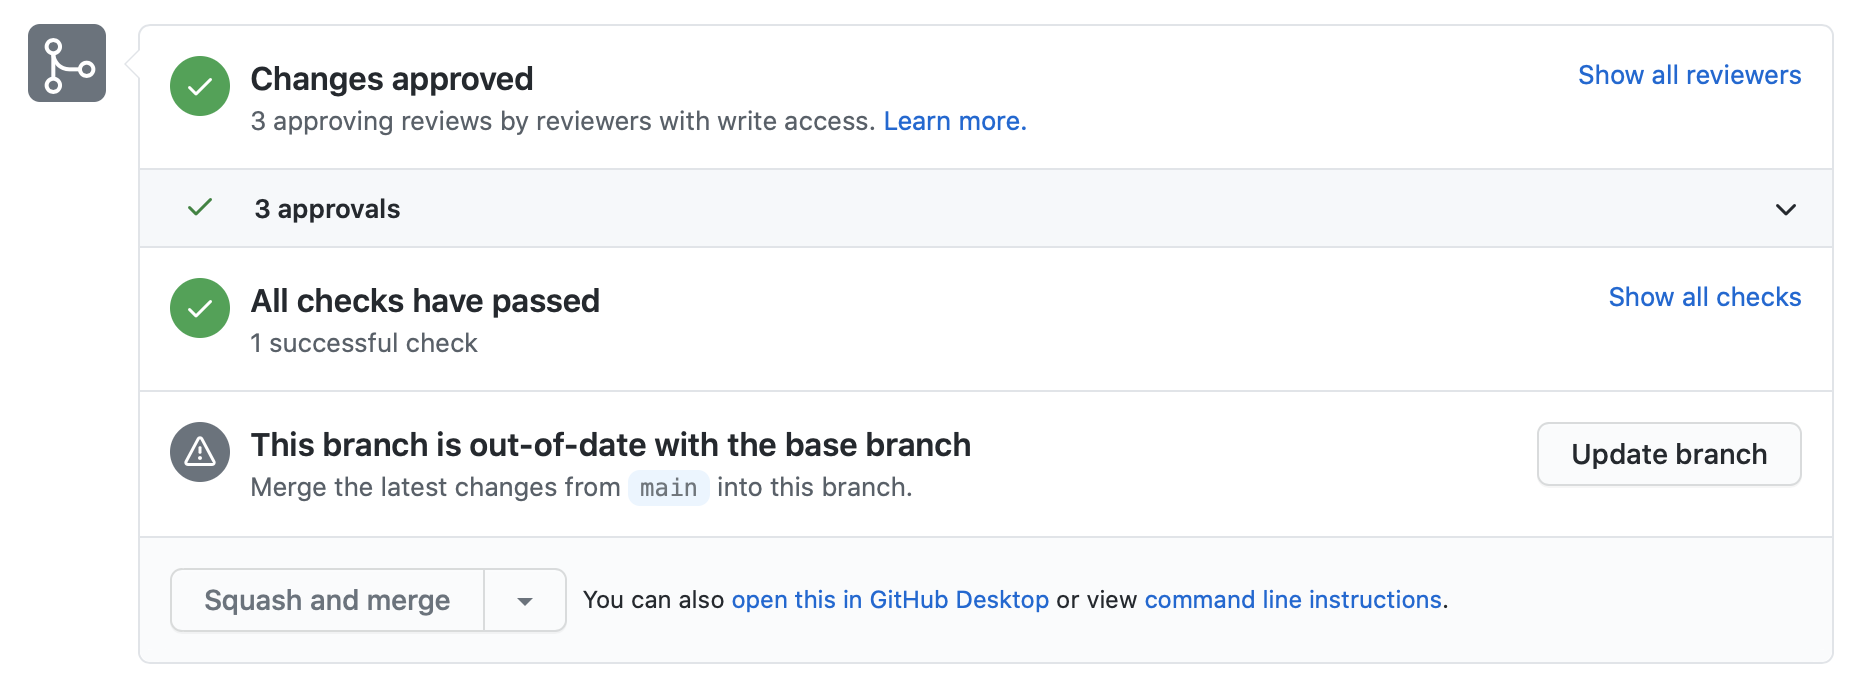 Changes approved
Show all reviewers
3 approving reviews by reviewers with write access. Learn more.
3 approvals
All checks have passed
Show all checks
1 successful check
This branch is out-of-date with the base branch
Update branch
Merge the latest changes from main into this branch.
Squash and merge
You can also open this in GitHub Desktop or view command line instructions.